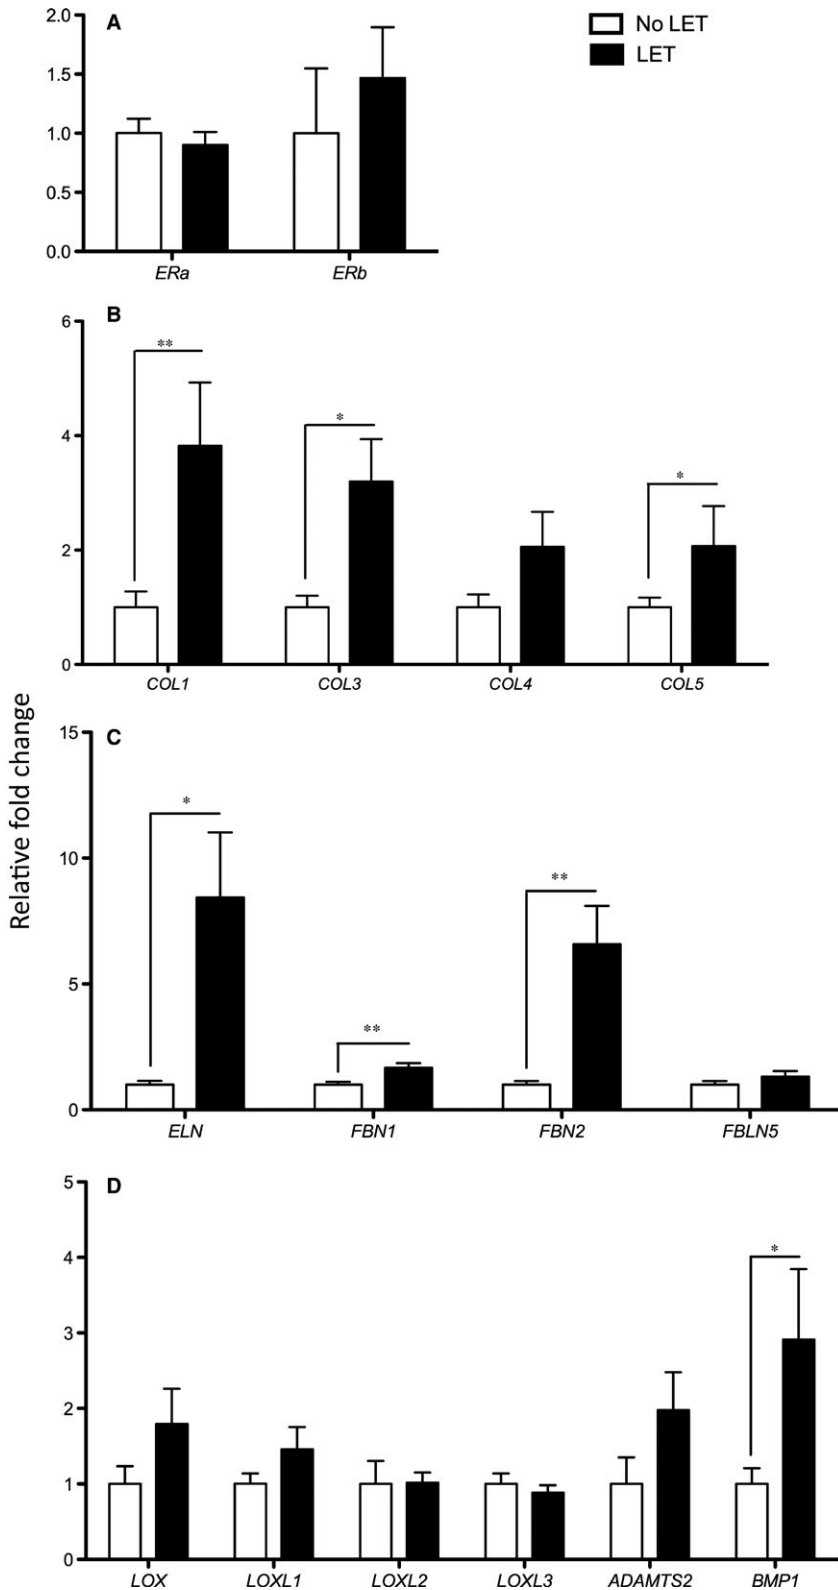 A
No LET
LET
2.0
1.5
1.0
0.5
0.0
ERa ERb
B
6
4
2
0
** * *
COL1 COL3 COL4 COL5
Relative fold change
C
15
10
5
0
* ** **
ELN FBN1 FBN2 FBLN5
D
5
4
3
2
1
0
*
LOX LOXL1 LOXL2 LOXL3 ADAMTS2 BMP1